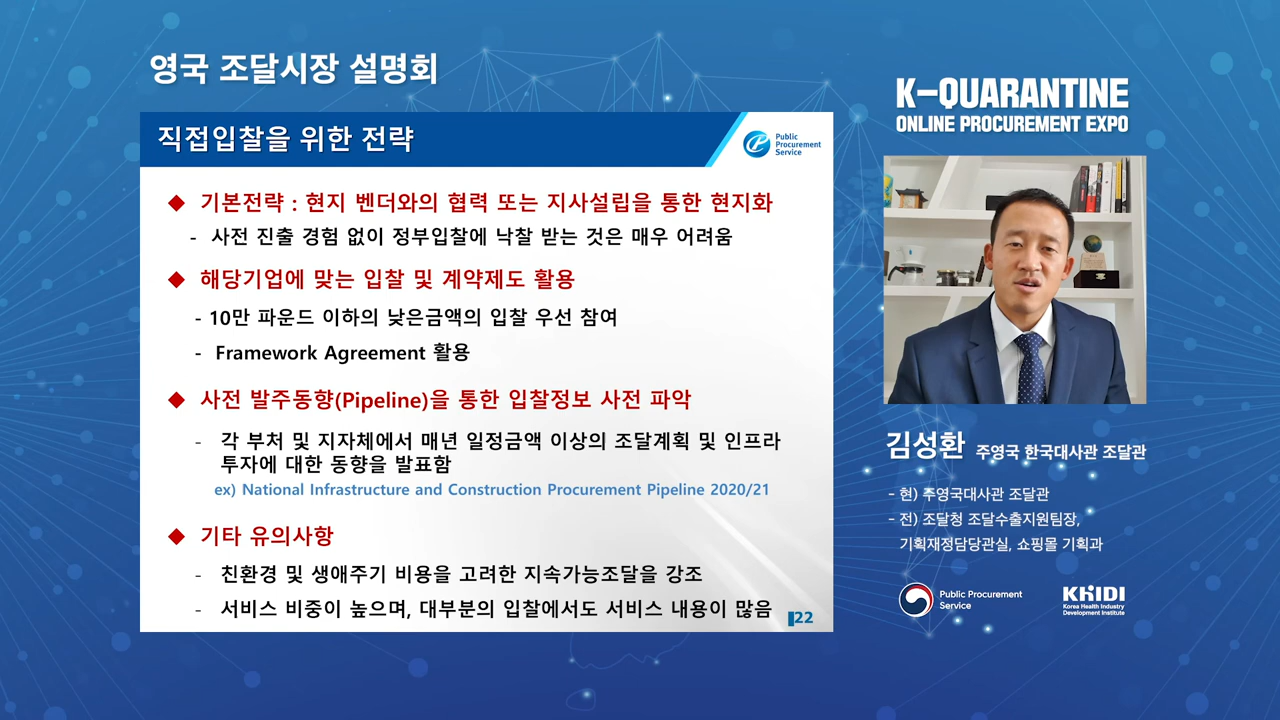 영국 조달시장 설명회
직접입찰을 위한 전략
Public
Procurement
Service
◆ 기본전략 : 현지 벤더와의 협력 또는 지사설립을 통한 현지화
- 사전 진출 경험 없이 정부입찰에 낙찰 받는 것은 매우 어려움
◆ 해당기업에 맞는 입찰 및 계약제도 활용
- 10만 파운드 이하의 낮은금액의 입찰 우선 참여
- Framework Agreement 활용
◆ 사전 발주동향(Pipeline)을 통한 입찰정보 사전 파악
- 각 부처 및 지자체에서 매년 일정금액 이상의 조달계획 및 인프라
투자에 대한 동향을 발표함
ex) National Infrastructure and Construction Procurement Pipeline 2020/21
◆ 기타 유의사항
- 친환경 및 생애주기 비용을 고려한 지속가능조달을 강조
- 서비스 비중이 높으며, 대부분의 입찰에서도 서비스 내용이 많음
22
K-QUARANTINE
ONLINE PROCUREMENT EXPO
김성환 주영국 한국대사관 조달관
- 현) 주영국대사관 조달관
- 전) 조달청 조달수출지원팀장,
기획재정담당관실, 쇼핑몰 기획과
Public Procurement
Service
KHIDI
Korea Health Industry
Development Institute